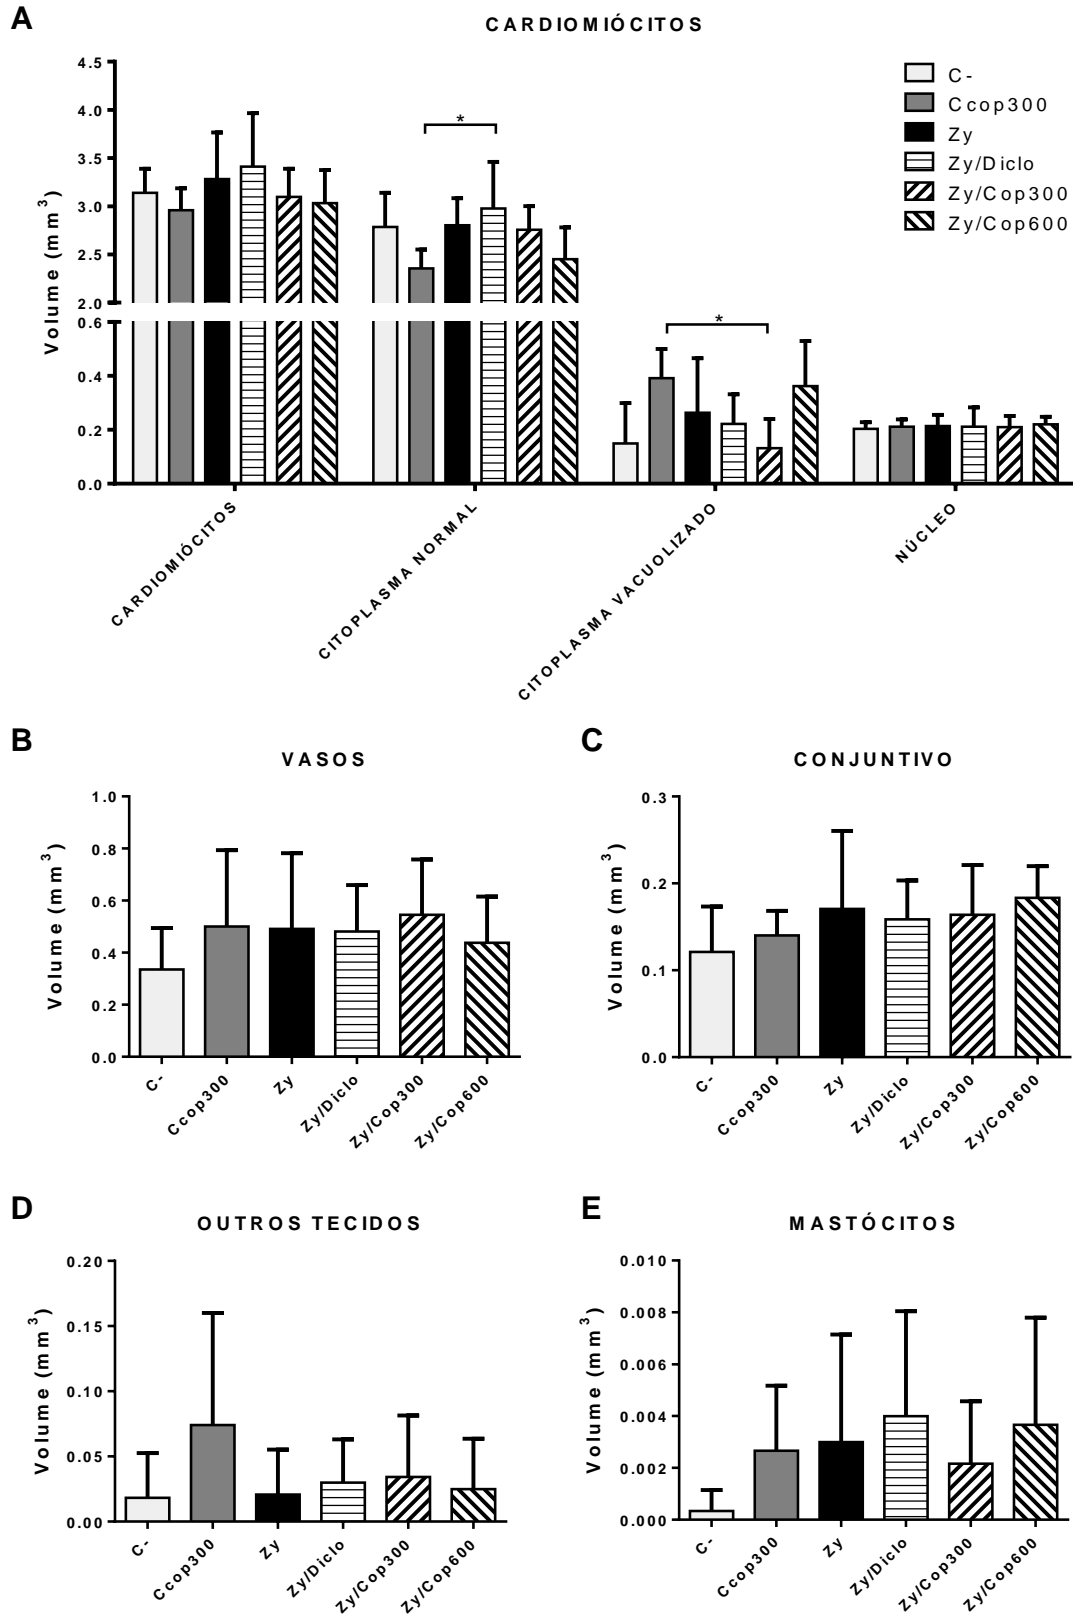 A
CARDIOMIÓCITOS
Volume (mm³)
4.5
4.0
3.5
3.0
2.5
2.0
0.6
0.4
0.2
0.0
*
*
C-
Ccop300
Zy
Zy/Diclo
Zy/Cop300
Zy/Cop600
CARDIOMIÓCITOS
CITOPLASMA NORMAL
CITOPLASMA VACUOLIZADO
NÚCLEO
B
VASOS
Volume (mm³)
1.0
0.8
0.6
0.4
0.2
0.0
C-
Ccop300
Zy
Zy/Diclo
Zy/Cop300
Zy/Cop600
C
CONJUNTIVO
Volume (mm³)
0.3
0.2
0.1
0.0
C-
Ccop300
Zy
Zy/Diclo
Zy/Cop300
Zy/Cop600
D
OUTROS TECIDOS
Volume (mm³)
0.20
0.15
0.10
0.05
0.00
C-
Ccop300
Zy
Zy/Diclo
Zy/Cop300
Zy/Cop600
E
MASTÓCITOS
Volume (mm³)
0.010
0.008
0.006
0.004
0.002
0.000
C-
Ccop300
Zy
Zy/Diclo
Zy/Cop300
Zy/Cop600